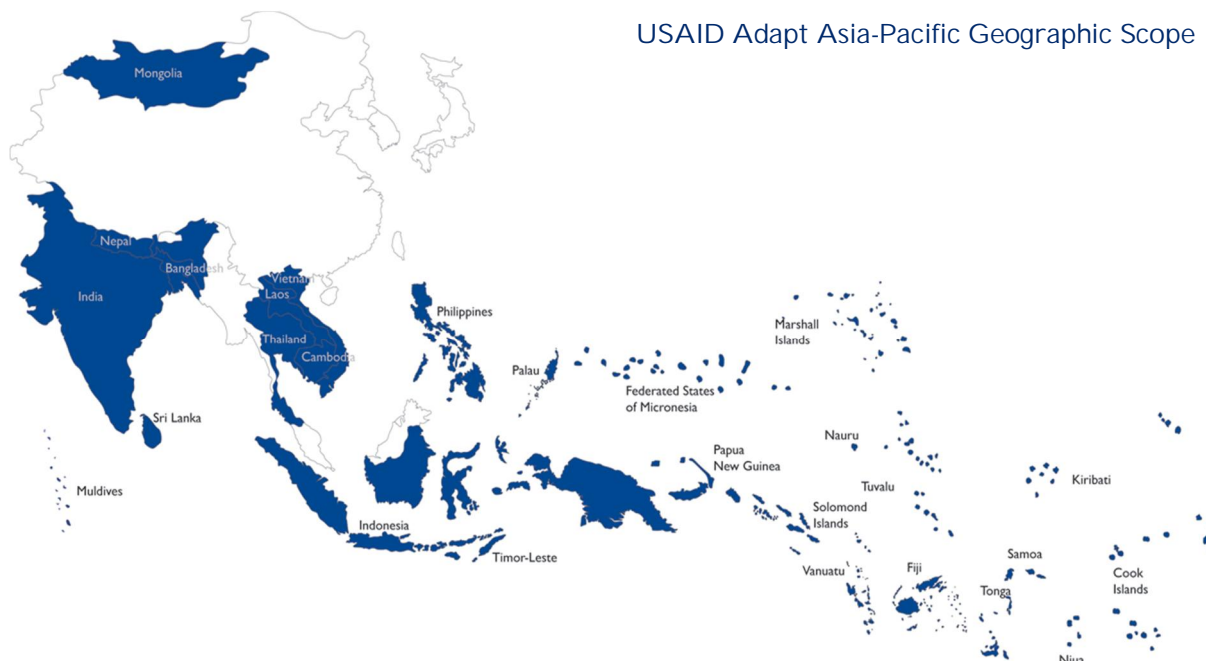 USAID Adapt Asia-Pacific Geographic Scope
Mongolia
Nepal
Bangladesh
India
Vietnam
Laos
Thailand
Cambodia
Philippines
Sri Lanka
Muldives
Palau
Federated States
of Micronesia
Marshall
Islands
Nauru
Papua
New Guinea
Kiribati
Tuvalu
Solomond
Islands
Indonesia
Timor-Leste
Vanuatu
Fiji
Samoa
Tonga
Cook
Islands